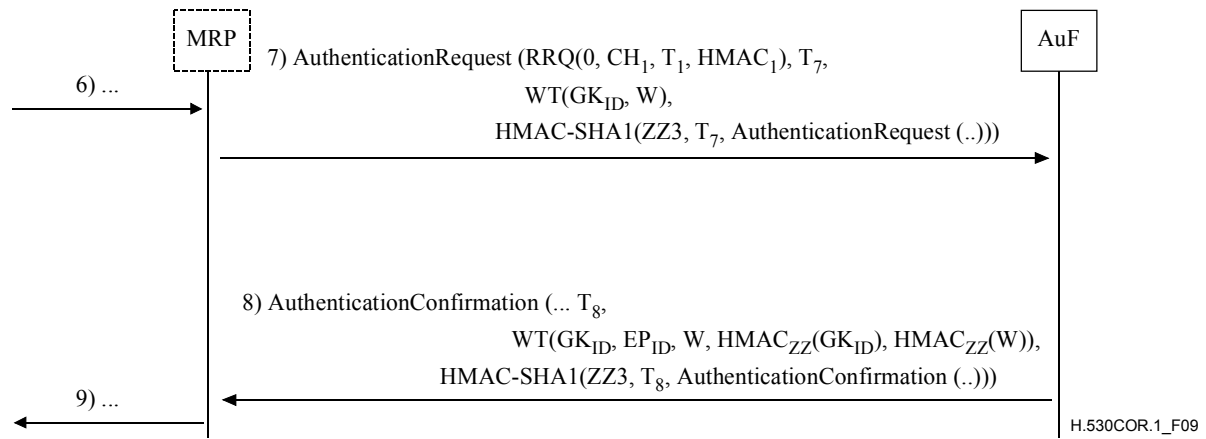 MRP
AuF
6) ...
7) AuthenticationRequest (RRQ(0, CH1, T1, HMAC1), T7,
WT(GKID, W),
HMAC-SHA1(ZZ3, T7, AuthenticationRequest (..)))
8) AuthenticationConfirmation (... T8,
WT(GKID, EPID, W, HMACZZ(GKID), HMACZZ(W)),
HMAC-SHA1(ZZ3, T8, AuthenticationConfirmation (..)))
9) ...
H.530COR.1_F09